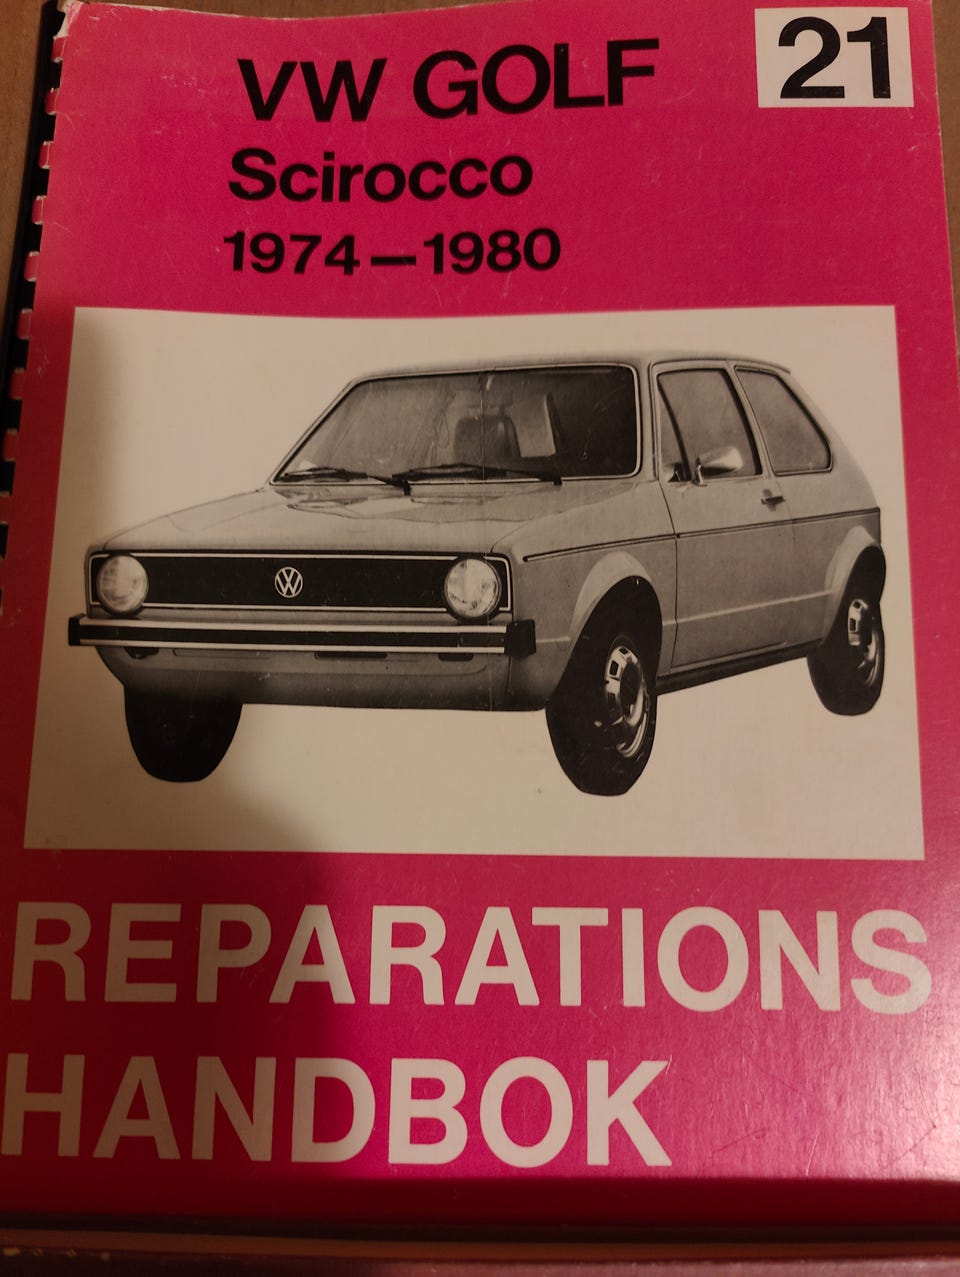 VW GOLF
21
Scirocco
1974—1980
REPARATIONS
HANDBOK